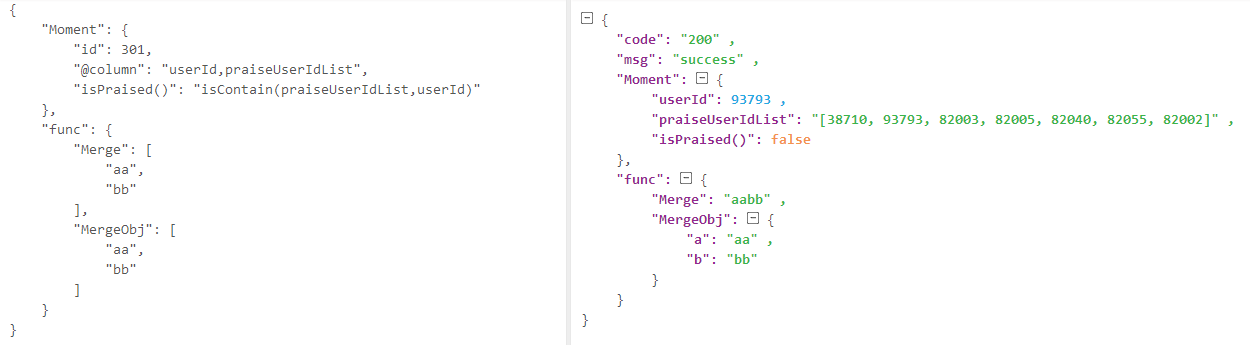 {
    "Moment": {
        "id": 301,
        "@column": "userId,praiseUserIdList",
        "isPraised()": "isContain(praiseUserIdList,userId)"
    },
    "func": {
        "Merge": [
            "aa",
            "bb"
        ],
        "MergeObj": [
            "aa",
            "bb"
        ]
    }
}
{
    "code": "200" ,
    "msg": "success" ,
    "Moment": {
        "userId": 93793 ,
        "praiseUserIdList": "[38710, 93793, 82003, 82005, 82040, 82055, 82002]" ,
        "isPraised()": false
    },
    "func": {
        "Merge": "aabb" ,
        "MergeObj": {
            "a": "aa" ,
            "b": "bb"
        }
    }
}